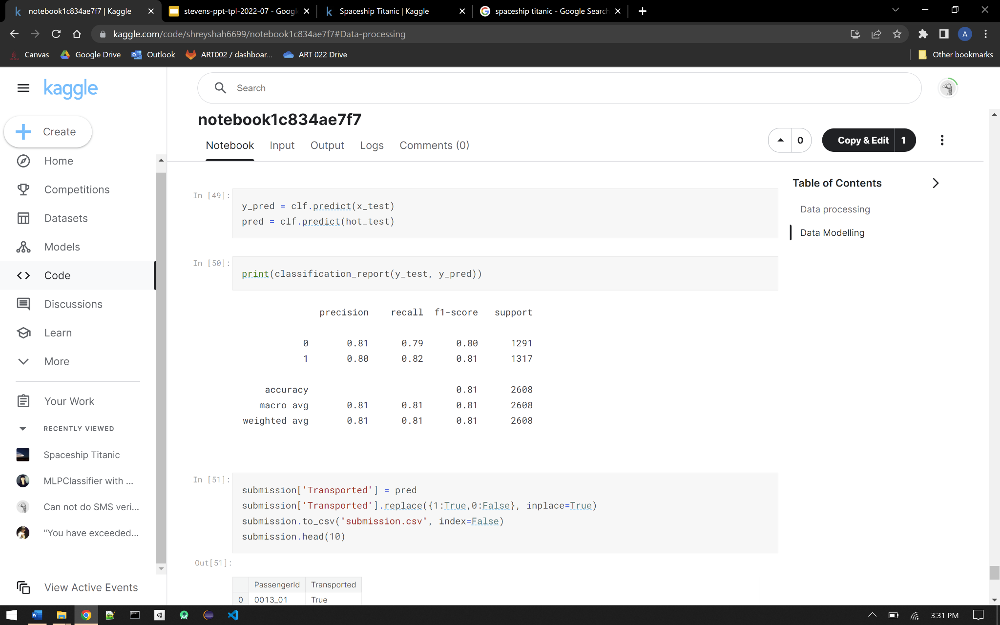 notebook1c834ae7f7 | Kaggle
stevens-ppt-tpl-2022-07 - Googl
Spaceship Titanic | Kaggle
spaceship titanic - Google Search
kaggle.com/code/shreyshah6699/notebook1c834ae7f7#Data-processing
A
Canvas
Google Drive
Outlook
ART002 / dashboar...
ART 022 Drive
Other bookmarks
kaggle
Search
Create
Home
Competitions
Datasets
Models
Code
Discussions
Learn
More
Your Work
RECENTLY VIEWED
Spaceship Titanic
MLPClassifier with ...
Can not do SMS veri...
"You have exceeded...
View Active Events
notebook1c834ae7f7
Notebook Input Output Logs Comments (0)
0
Copy & Edit 1
Table of Contents
Data processing
Data Modelling
In [49]:
y_pred = clf.predict(x_test)
pred = clf.predict(hot_test)
In [50]:
print(classification_report(y_test, y_pred))
precision recall f1-score support
0 0.81 0.79 0.80 1291
1 0.80 0.82 0.81 1317
accuracy 0.81 2608
macro avg 0.81 0.81 0.81 2608
weighted avg 0.81 0.81 0.81 2608
In [51]:
submission['Transported'] = pred
submission['Transported'].replace({1:True,0:False}, inplace=True)
submission.to_csv("submission.csv", index=False)
submission.head(10)
Out[51]:
PassengerId Transported
0 0013_01 True
3:31 PM